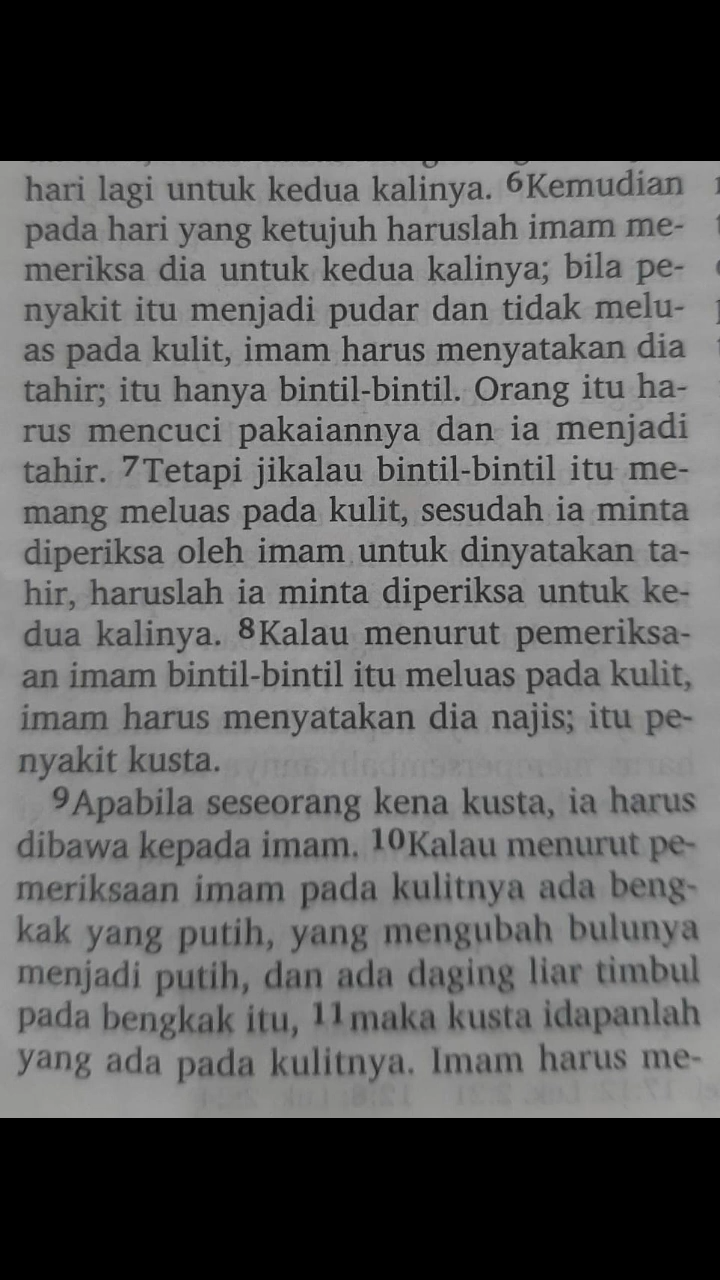 hari lagi untuk kedua kalinya. 6Kemudian
pada hari yang ketujuh haruslah imam me-
meriksa dia untuk kedua kalinya; bila pe-
nyakit itu menjadi pudar dan tidak melu-
as pada kulit, imam harus menyatakan dia
tahir; itu hanya bintil-bintil. Orang itu ha-
rus mencuci pakaiannya dan ia menjadi
tahir. 7Tetapi jikalau bintil-bintil itu me-
mang meluas pada kulit, sesudah ia minta
diperiksa oleh imam untuk dinyatakan ta-
hir, haruslah ia minta diperiksa untuk ke-
dua kalinya. 8Kalau menurut pemeriksa-
an imam bintil-bintil itu meluas pada kulit,
imam harus menyatakan dia najis; itu pe-
nyakit kusta.
9Apabila seseorang kena kusta, ia harus
dibawa kepada imam. 10Kalau menurut pe-
meriksaan imam pada kulitnya ada beng-
kak yang putih, yang mengubah bulunya
menjadi putih, dan ada daging liar timbul
pada bengkak itu, 11maka kusta idapanlah
yang ada pada kulitnya. Imam harus me-